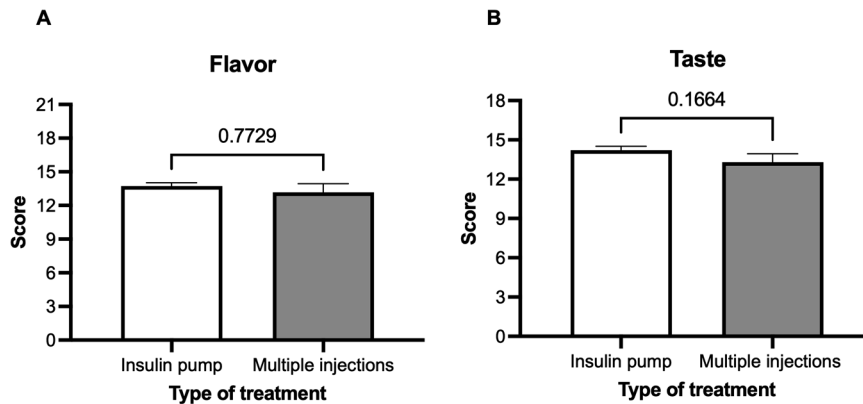 A
Flavor
21
18
15
12
9
6
3
0
Score
0.7729
Insulin pump
Multiple injections
Type of treatment
B
Taste
18
15
12
9
6
3
0
Score
0.1664
Insulin pump
Multiple injections
Type of treatment